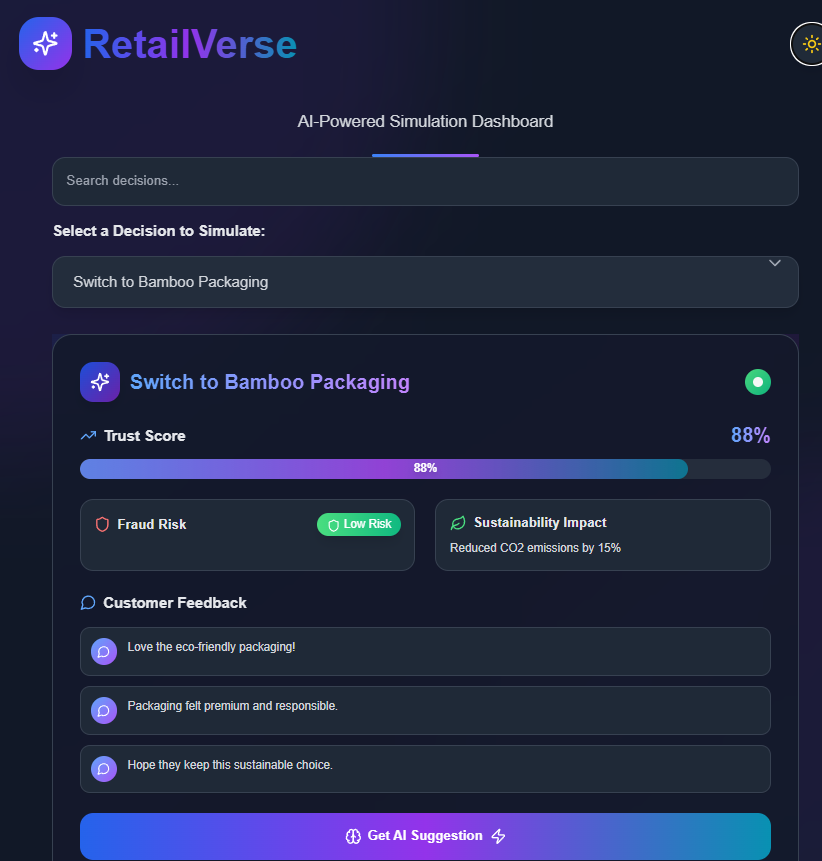 RetailVerse
AI-Powered Simulation Dashboard
Search decisions...
Select a Decision to Simulate:
Switch to Bamboo Packaging
Switch to Bamboo Packaging
Trust Score
88%
88%
Fraud Risk
Low Risk
Sustainability Impact
Reduced CO2 emissions by 15%
Customer Feedback
Love the eco-friendly packaging!
Packaging felt premium and responsible.
Hope they keep this sustainable choice.
Get AI Suggestion